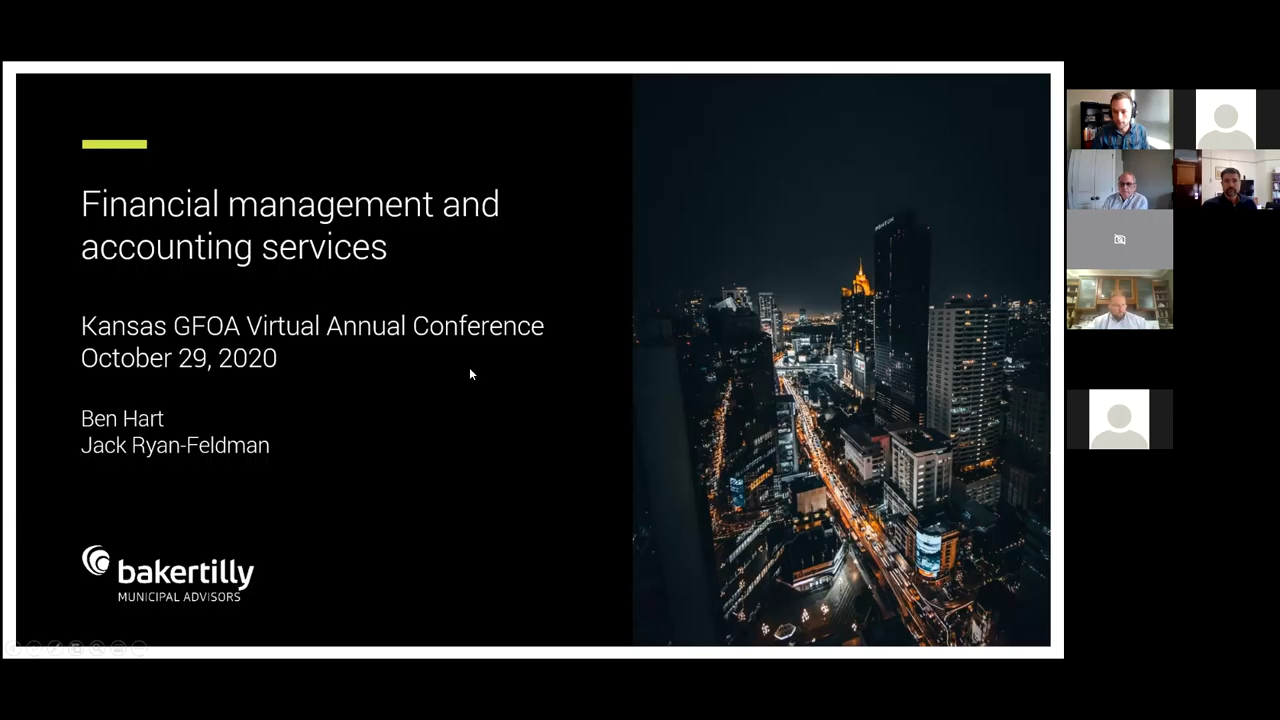 Financial management and
accounting services
Kansas GFOA Virtual Annual Conference
October 29, 2020
Ben Hart
Jack Ryan-Feldman
bakertilly
MUNICIPAL ADVISORS